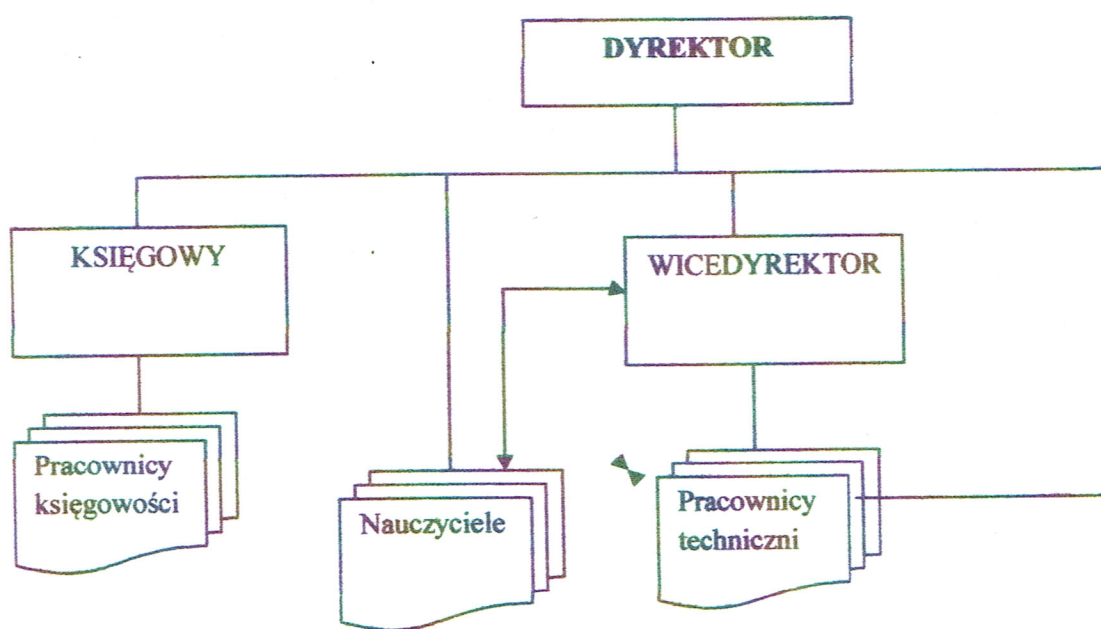 DYREKTOR
KSIĘGOWY
WICEDYREKTOR
Pracownicy
księgowości
Nauczyciele
Pracownicy
techniczni